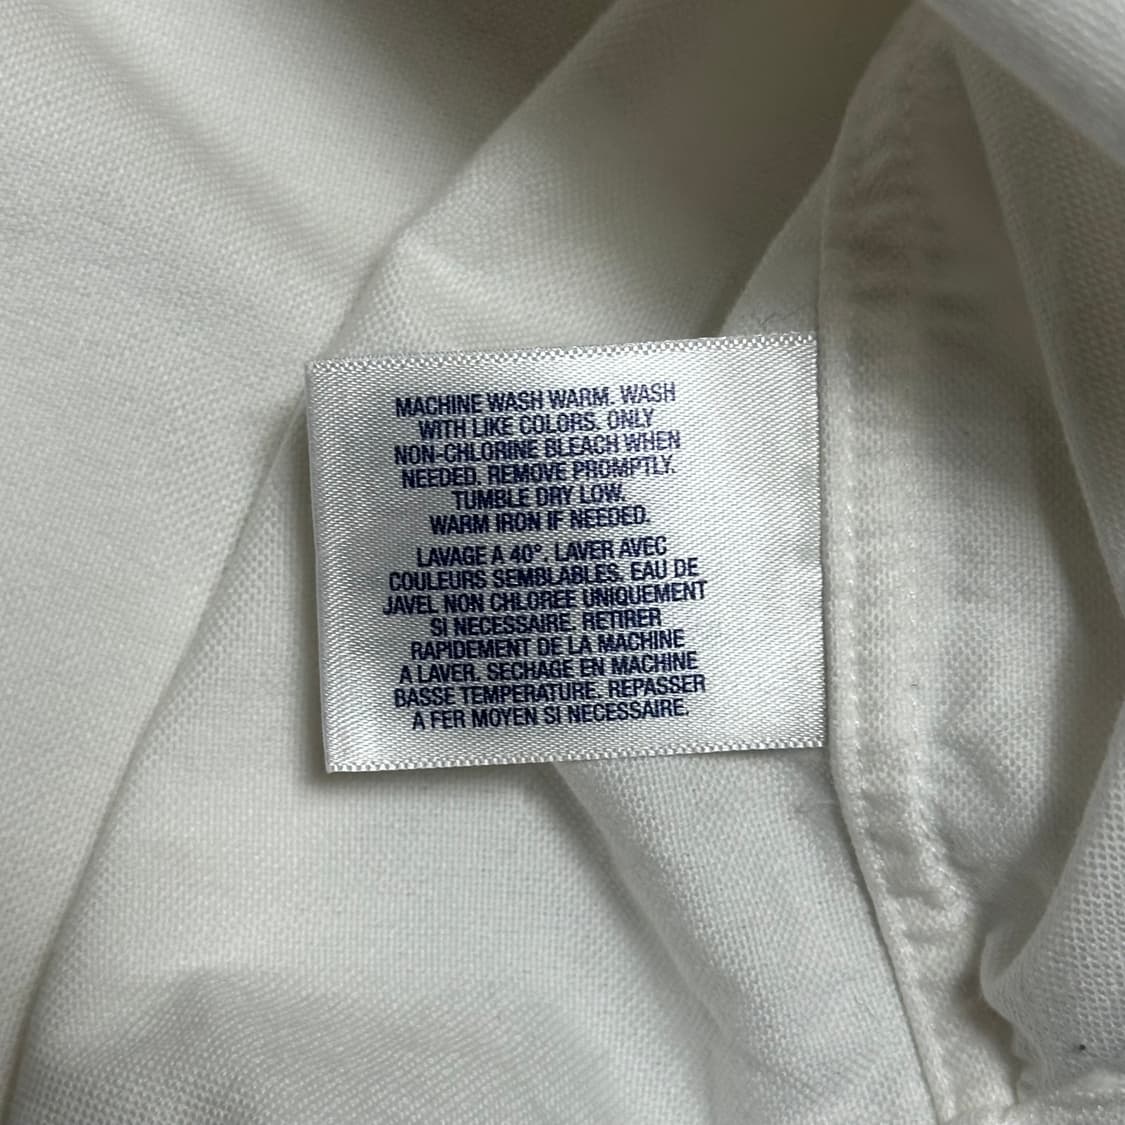 MACHINE WASH WARM. WASH
WITH LIKE COLORS. ONLY
NON-CHLORINE BLEACH WHEN
NEEDED. REMOVE PROMPTLY.
TUMBLE DRY LOW.
WARM IRON IF NEEDED.
LAVAGE A 40°. LAVER AVEC
COULEURS SEMBLABLES. EAU DE
JAVEL NON CHLOREE UNIQUEMENT
SI NECESSAIRE. RETIRER
RAPIDEMENT DE LA MACHINE
A LAVER. SECHAGE EN MACHINE
BASSE TEMPERATURE. REPASSER
A FER MOYEN SI NECESSAIRE.